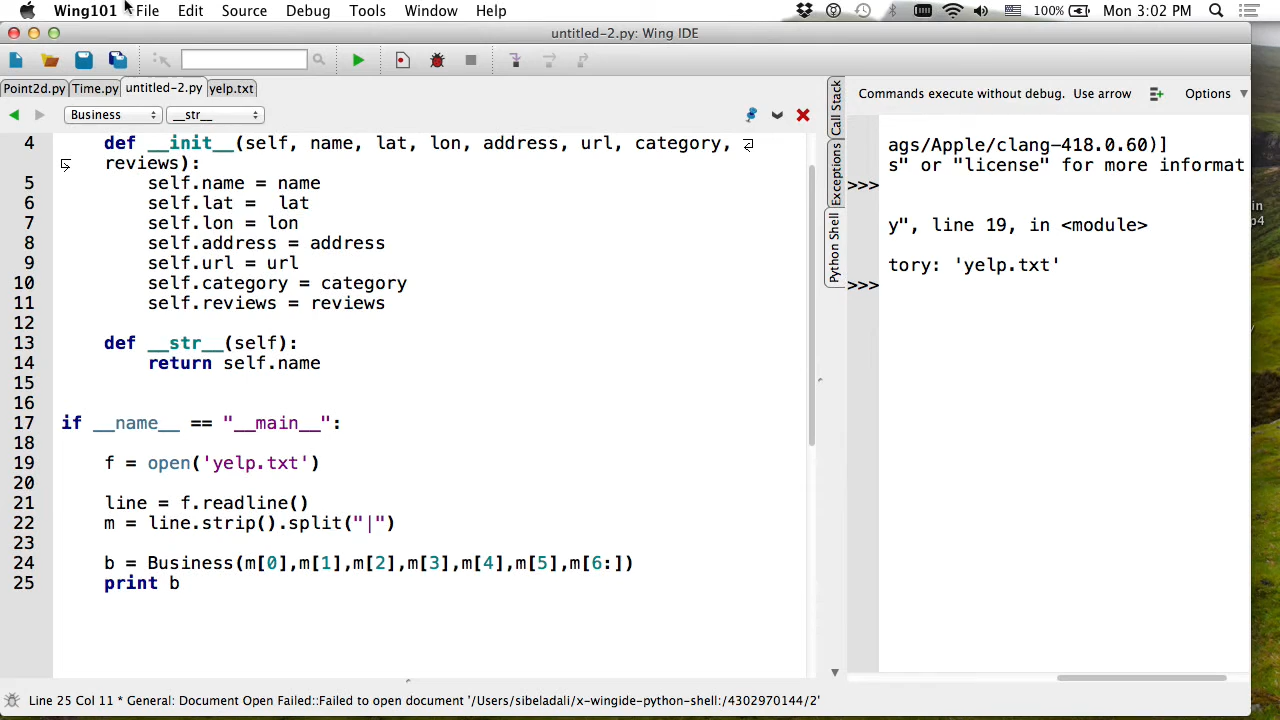 Wing101 File Edit Source Debug Tools Window Help 100% Mon 3:02 PM
untitled-2.py: Wing IDE
Point2d.py Time.py untitled-2.py yelp.txt
Business __str__
4 def __init__(self, name, lat, lon, address, url, category,
reviews):
5 self.name = name
6 self.lat =  lat
7 self.lon = lon
8 self.address = address
9 self.url = url
10 self.category = category
11 self.reviews = reviews
12
13 def __str__(self):
14 return self.name
15
16
17 if __name__ == "__main__":
18
19 f = open('yelp.txt')
20
21 line = f.readline()
22 m = line.strip().split("|")
23
24 b = Business(m[0],m[1],m[2],m[3],m[4],m[5],m[6:])
25 print b
Call Stack
Exceptions
Python Shell
Commands execute without debug. Use arrow Options
ags/Apple/clang-418.0.60)]
s" or "license" for more informat
>>>
y", line 19, in <module>
tory: 'yelp.txt'
>>>
in
p4
Line 25 Col 11 * General: Document Open Failed::Failed to open document '/Users/sibeladali/x-wingide-python-shell:/4302970144/2'